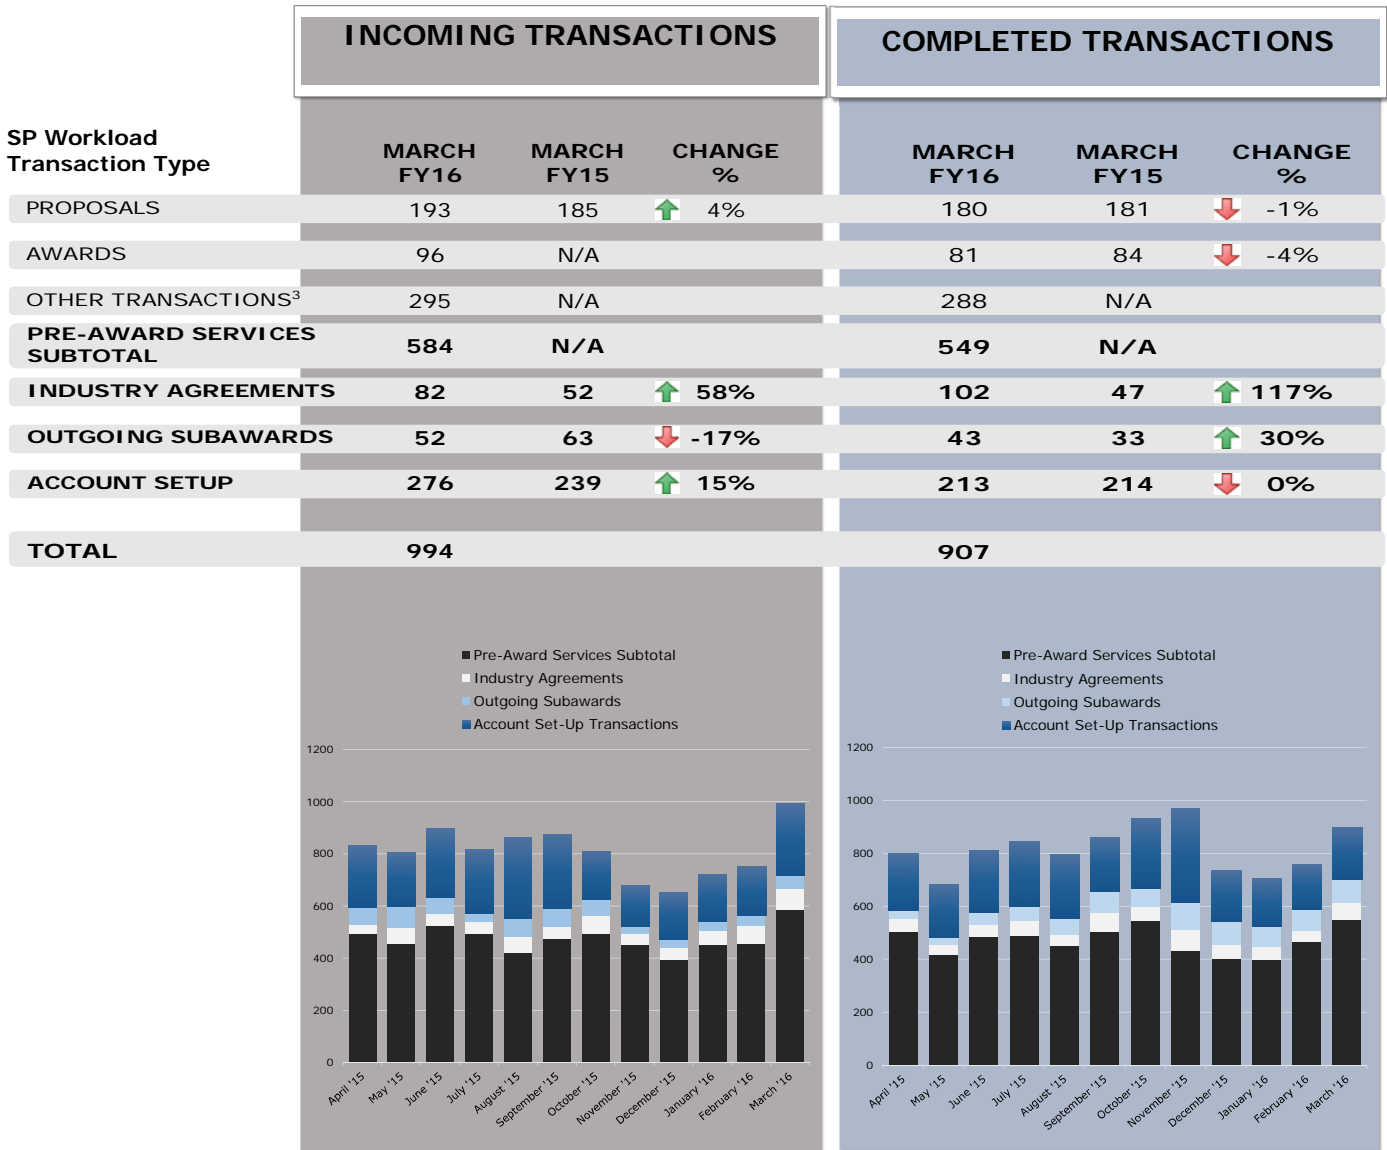 INCOMING TRANSACTIONS
COMPLETED TRANSACTIONS
SP Workload
Transaction Type
MARCH FY16 MARCH FY15 CHANGE %
MARCH FY16 MARCH FY15 CHANGE %
PROPOSALS 193 185 4% 180 181 -1%
AWARDS 96 N/A 81 84 -4%
OTHER TRANSACTIONS³ 295 N/A 288 N/A
PRE-AWARD SERVICES
SUBTOTAL 584 N/A 549 N/A
INDUSTRY AGREEMENTS 82 52 58% 102 47 117%
OUTGOING SUBAWARDS 52 63 -17% 43 33 30%
ACCOUNT SETUP 276 239 15% 213 214 0%
TOTAL 994 907
Pre-Award Services Subtotal
Industry Agreements
Outgoing Subawards
Account Set-Up Transactions
1200
1000
800
600
400
200
0
April '15
May '15
June '15
July '15
August '15
September '15
October '15
November '15
December '15
January '16
February '16
March '16
Pre-Award Services Subtotal
Industry Agreements
Outgoing Subawards
Account Set-Up Transactions
1200
1000
800
600
400
200
0
April '15
May '15
June '15
July '15
August '15
September '15
October '15
November '15
December '15
January '16
February '16
March '16